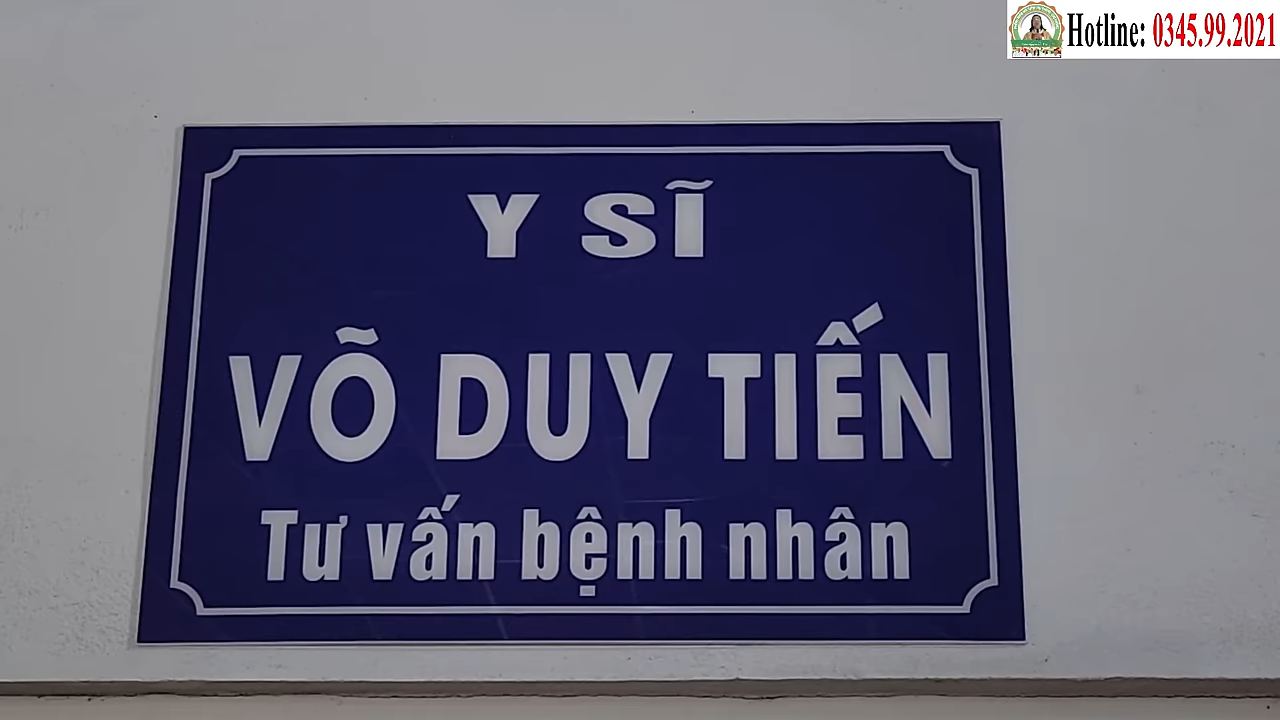 Hotline: 0345.99.2021
Y SĨ
VÕ DUY TIẾN
Tư vấn bệnh nhân